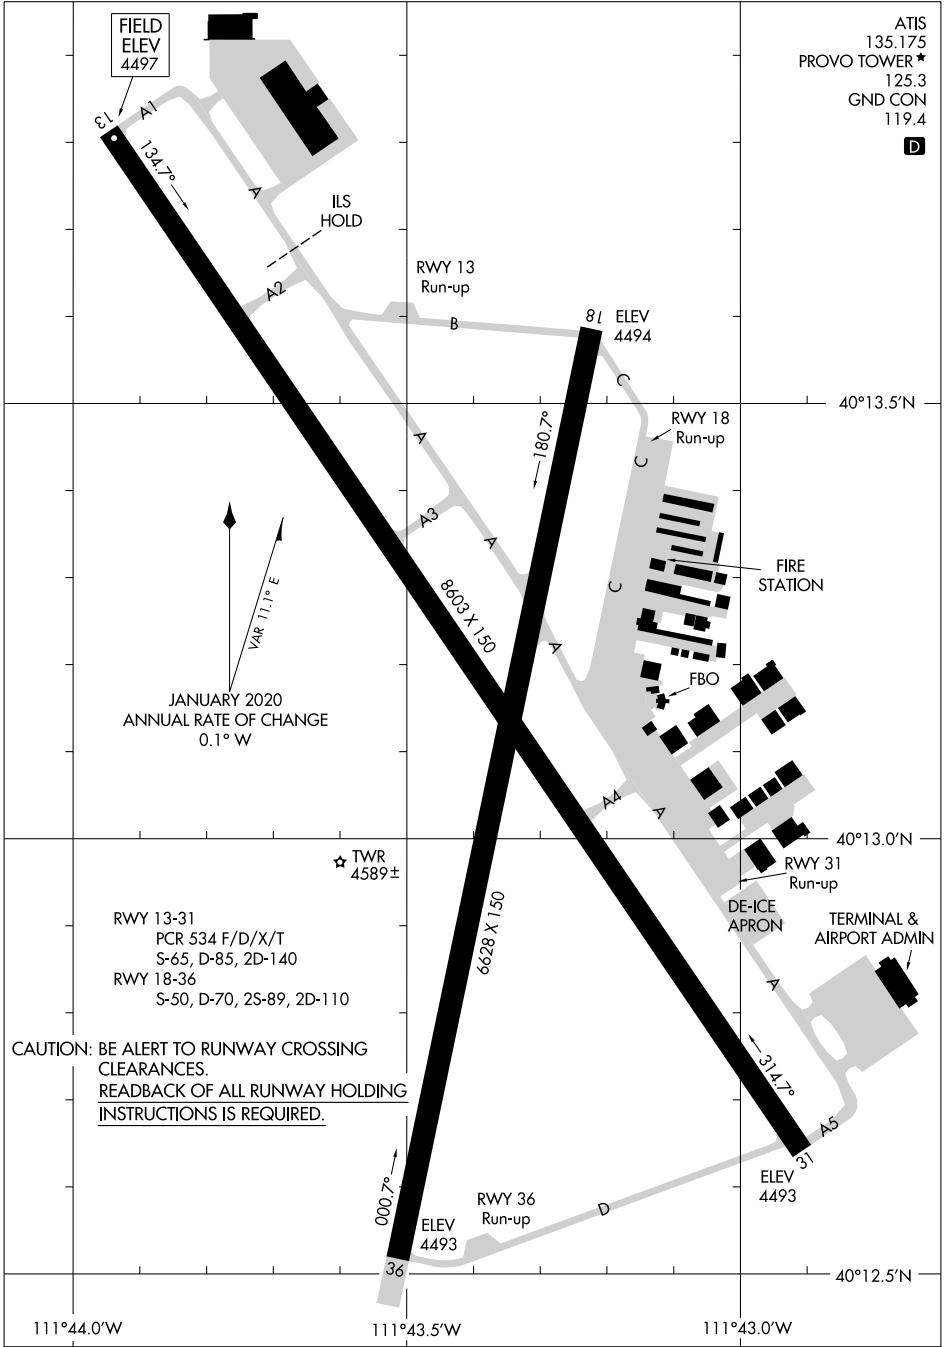 FIELD
ELEV
4497
ATIS
135.175
PROVO TOWER ★
125.3
GND CON
119.4
D
13
A1
134.7°
A
ILS
HOLD
A2
RWY 13
Run-up
B
18
ELEV
4494
C
40°13.5'N
RWY 18
Run-up
A
180.7°
C
A3
A
C
FIRE
STATION
8603 X 150
VAR 11.1° E
A
FBO
JANUARY 2020
ANNUAL RATE OF CHANGE
0.1° W
A4
A
40°13.0'N
TWR
4589±
RWY 31
Run-up
DE-ICE
APRON
TERMINAL &
AIRPORT ADMIN
6628 X 150
RWY 13-31
PCR 534 F/D/X/T
S-65, D-85, 2D-140
RWY 18-36
S-50, D-70, 2S-89, 2D-110
A
CAUTION: BE ALERT TO RUNWAY CROSSING
CLEARANCES.
READBACK OF ALL RUNWAY HOLDING
INSTRUCTIONS IS REQUIRED.
314.7°
A5
31
ELEV
4493
000.7°
RWY 36
Run-up
D
ELEV
4493
36
40°12.5'N
111°44.0'W
111°43.5'W
111°43.0'W